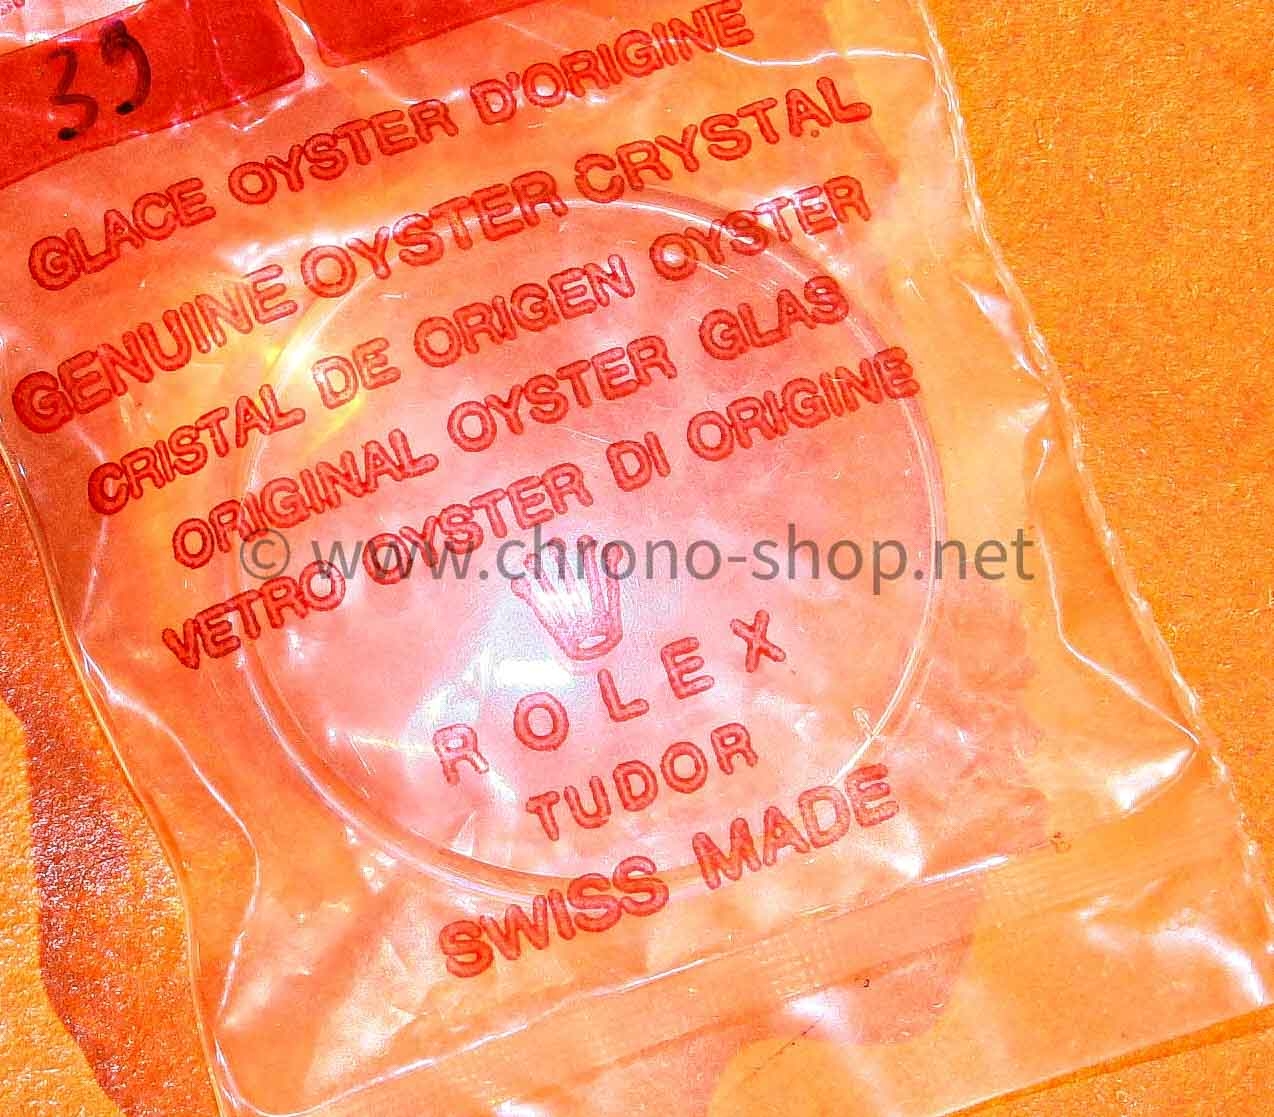 39
GLACE OYSTER D'ORIGINE
GENUINE OYSTER CRYSTAL
CRISTAL DE ORIGEN OYSTER
ORIGINAL OYSTER GLAS
VETRO OYSTER DI ORIGINE
© www.chrono-shop.net
ROLEX
TUDOR
SWISS MADE